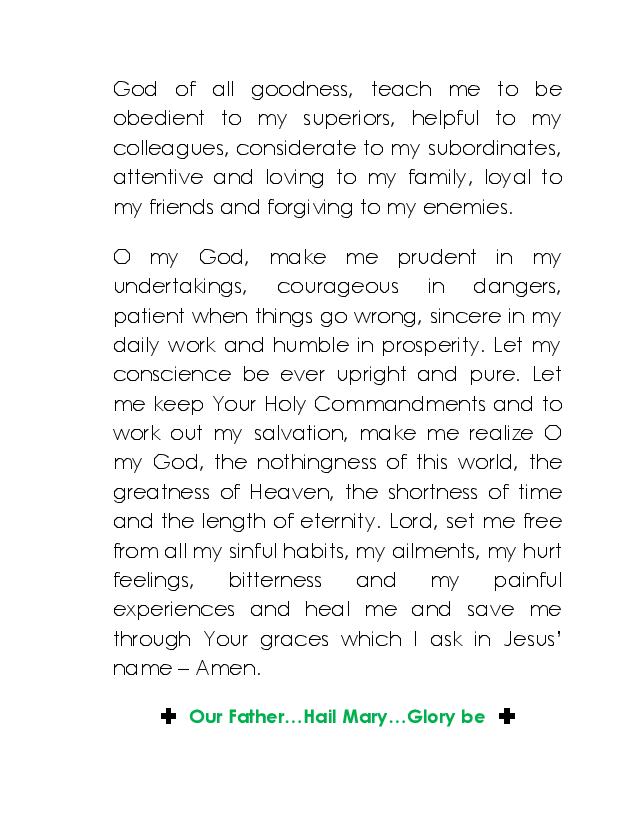 God of all goodness, teach me to be
obedient to my superiors, helpful to my
colleagues, considerate to my subordinates,
attentive and loving to my family, loyal to
my friends and forgiving to my enemies.
O my God, make me prudent in my
undertakings, courageous in dangers,
patient when things go wrong, sincere in my
daily work and humble in prosperity. Let my
conscience be ever upright and pure. Let
me keep Your Holy Commandments and to
work out my salvation, make me realize O
my God, the nothingness of this world, the
greatness of Heaven, the shortness of time
and the length of eternity. Lord, set me free
from all my sinful habits, my ailments, my hurt
feelings, bitterness and my painful
experiences and heal me and save me
through Your graces which I ask in Jesus’
name – Amen.
Our Father…Hail Mary…Glory be